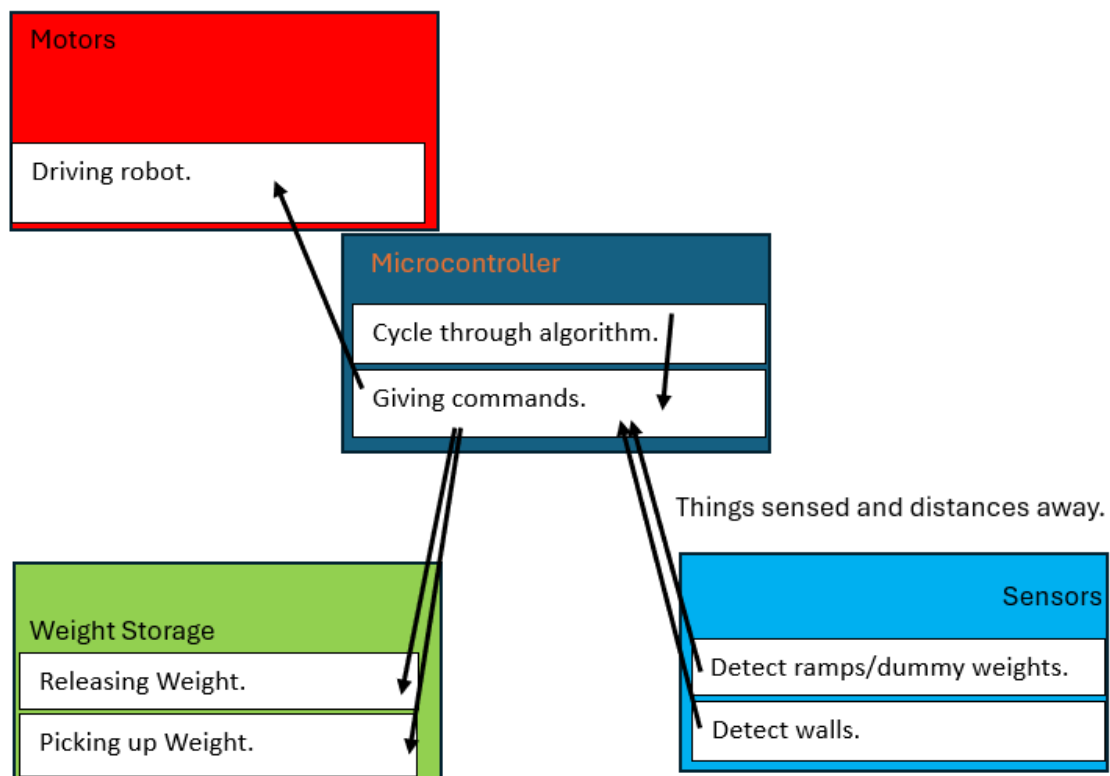 Motors
Driving robot.
Microcontroller
Cycle through algorithm.
Giving commands.
Things sensed and distances away.
Weight Storage
Releasing Weight.
Picking up Weight.
Sensors
Detect ramps/dummy weights.
Detect walls.